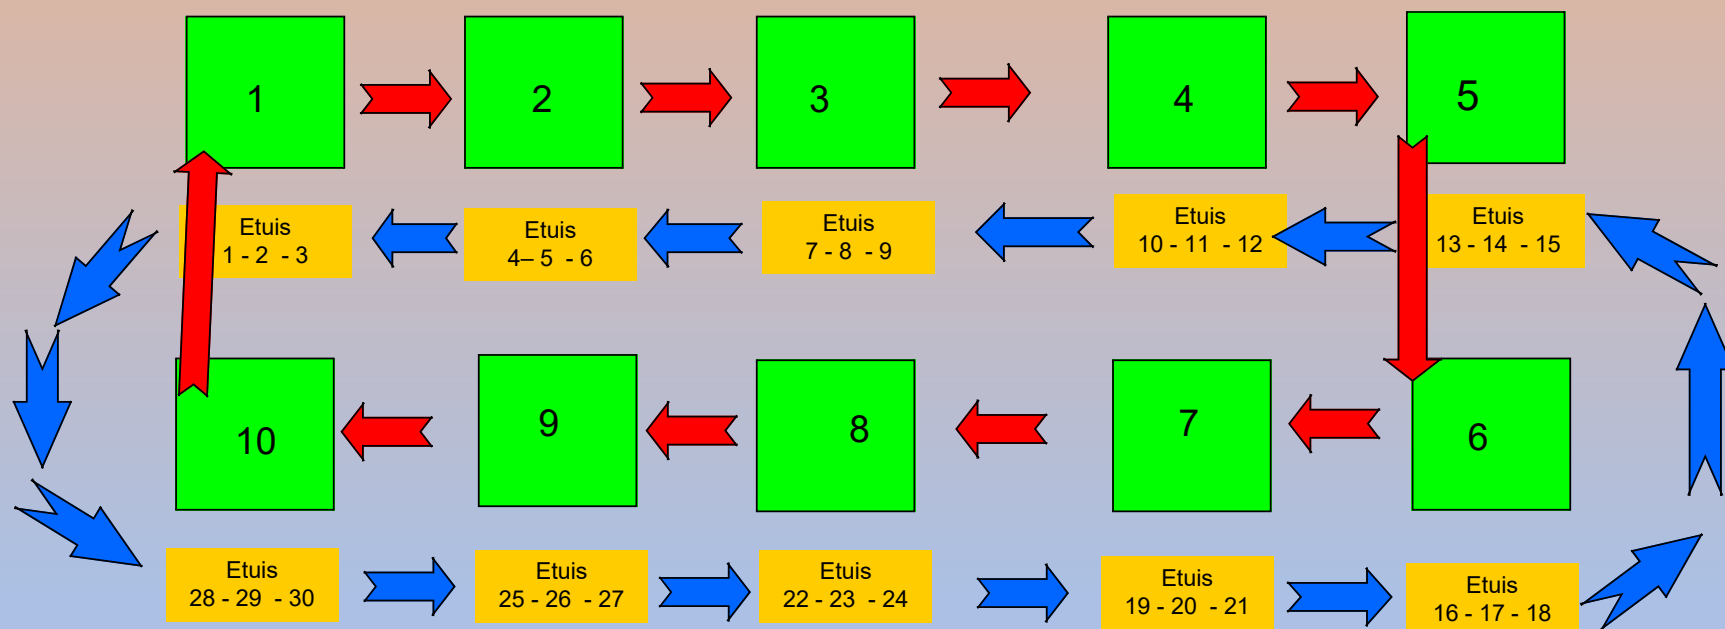 1
2
3
4
5
Etuis
1 - 2 - 3
Etuis
4– 5 - 6
Etuis
7 - 8 - 9
Etuis
10 - 11 - 12
Etuis
13 - 14 - 15
10
9
8
7
6
Etuis
28 - 29 - 30
Etuis
25 - 26 - 27
Etuis
22 - 23 - 24
Etuis
19 - 20 - 21
Etuis
16 - 17 - 18